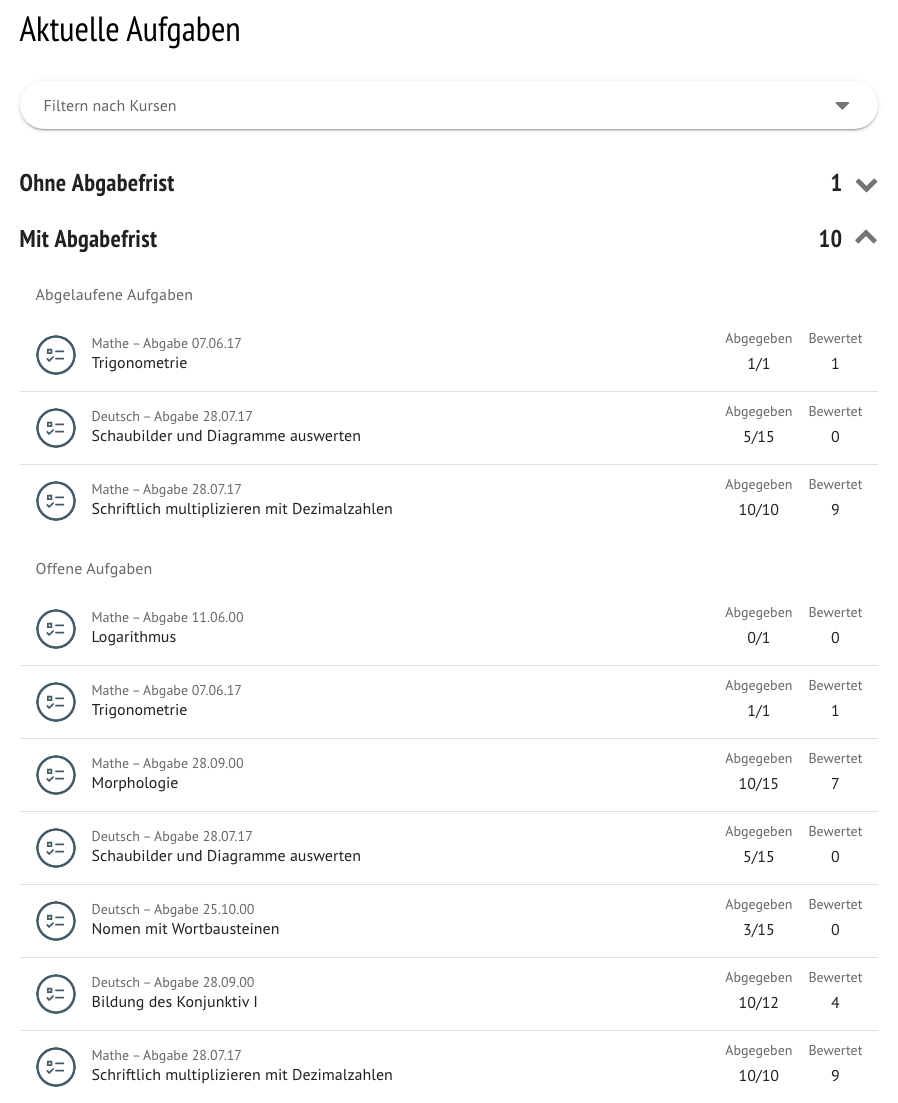 Aktuelle Aufgaben
Filtern nach Kursen
Ohne Abgabefrist 1
Mit Abgabefrist 10
Abgelaufene Aufgaben
Mathe – Abgabe 07.06.17 Abgegeben Bewertet
Trigonometrie 1/1 1
Deutsch – Abgabe 28.07.17 Abgegeben Bewertet
Schaubilder und Diagramme auswerten 5/15 0
Mathe – Abgabe 28.07.17 Abgegeben Bewertet
Schriftlich multiplizieren mit Dezimalzahlen 10/10 9
Offene Aufgaben
Mathe – Abgabe 11.06.00 Abgegeben Bewertet
Logarithmus 0/1 0
Mathe – Abgabe 07.06.17 Abgegeben Bewertet
Trigonometrie 1/1 1
Mathe – Abgabe 28.09.00 Abgegeben Bewertet
Morphologie 10/15 7
Deutsch – Abgabe 28.07.17 Abgegeben Bewertet
Schaubilder und Diagramme auswerten 5/15 0
Deutsch – Abgabe 25.10.00 Abgegeben Bewertet
Nomen mit Wortbausteinen 3/15 0
Deutsch – Abgabe 28.09.00 Abgegeben Bewertet
Bildung des Konjunktiv I 10/12 4
Mathe – Abgabe 28.07.17 Abgegeben Bewertet
Schriftlich multiplizieren mit Dezimalzahlen 10/10 9